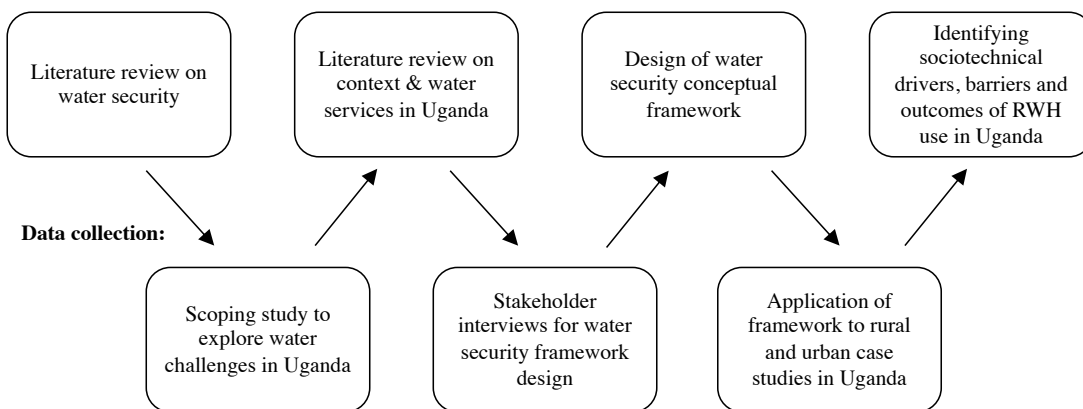 Literature review on
water security
Literature review on
context & water
services in Uganda
Design of water
security conceptual
framework
Identifying
sociotechnical
drivers, barriers and
outcomes of RWH
use in Uganda
Data collection:
Scoping study to
explore water
challenges in Uganda
Stakeholder
interviews for water
security framework
design
Application of
framework to rural
and urban case
studies in Uganda